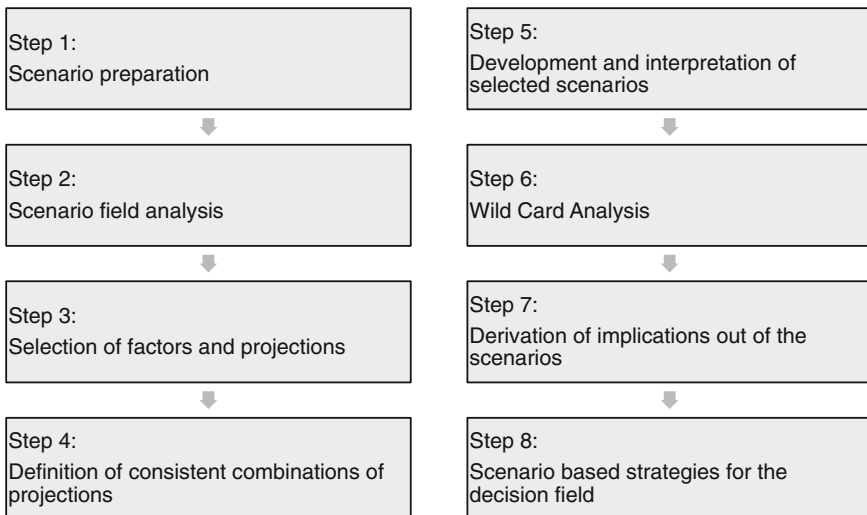 Step 1:
Scenario preparation
Step 2:
Scenario field analysis
Step 3:
Selection of factors and projections
Step 4:
Definition of consistent combinations of
projections
Step 5:
Development and interpretation of
selected scenarios
Step 6:
Wild Card Analysis
Step 7:
Derivation of implications out of the
scenarios
Step 8:
Scenario based strategies for the
decision field